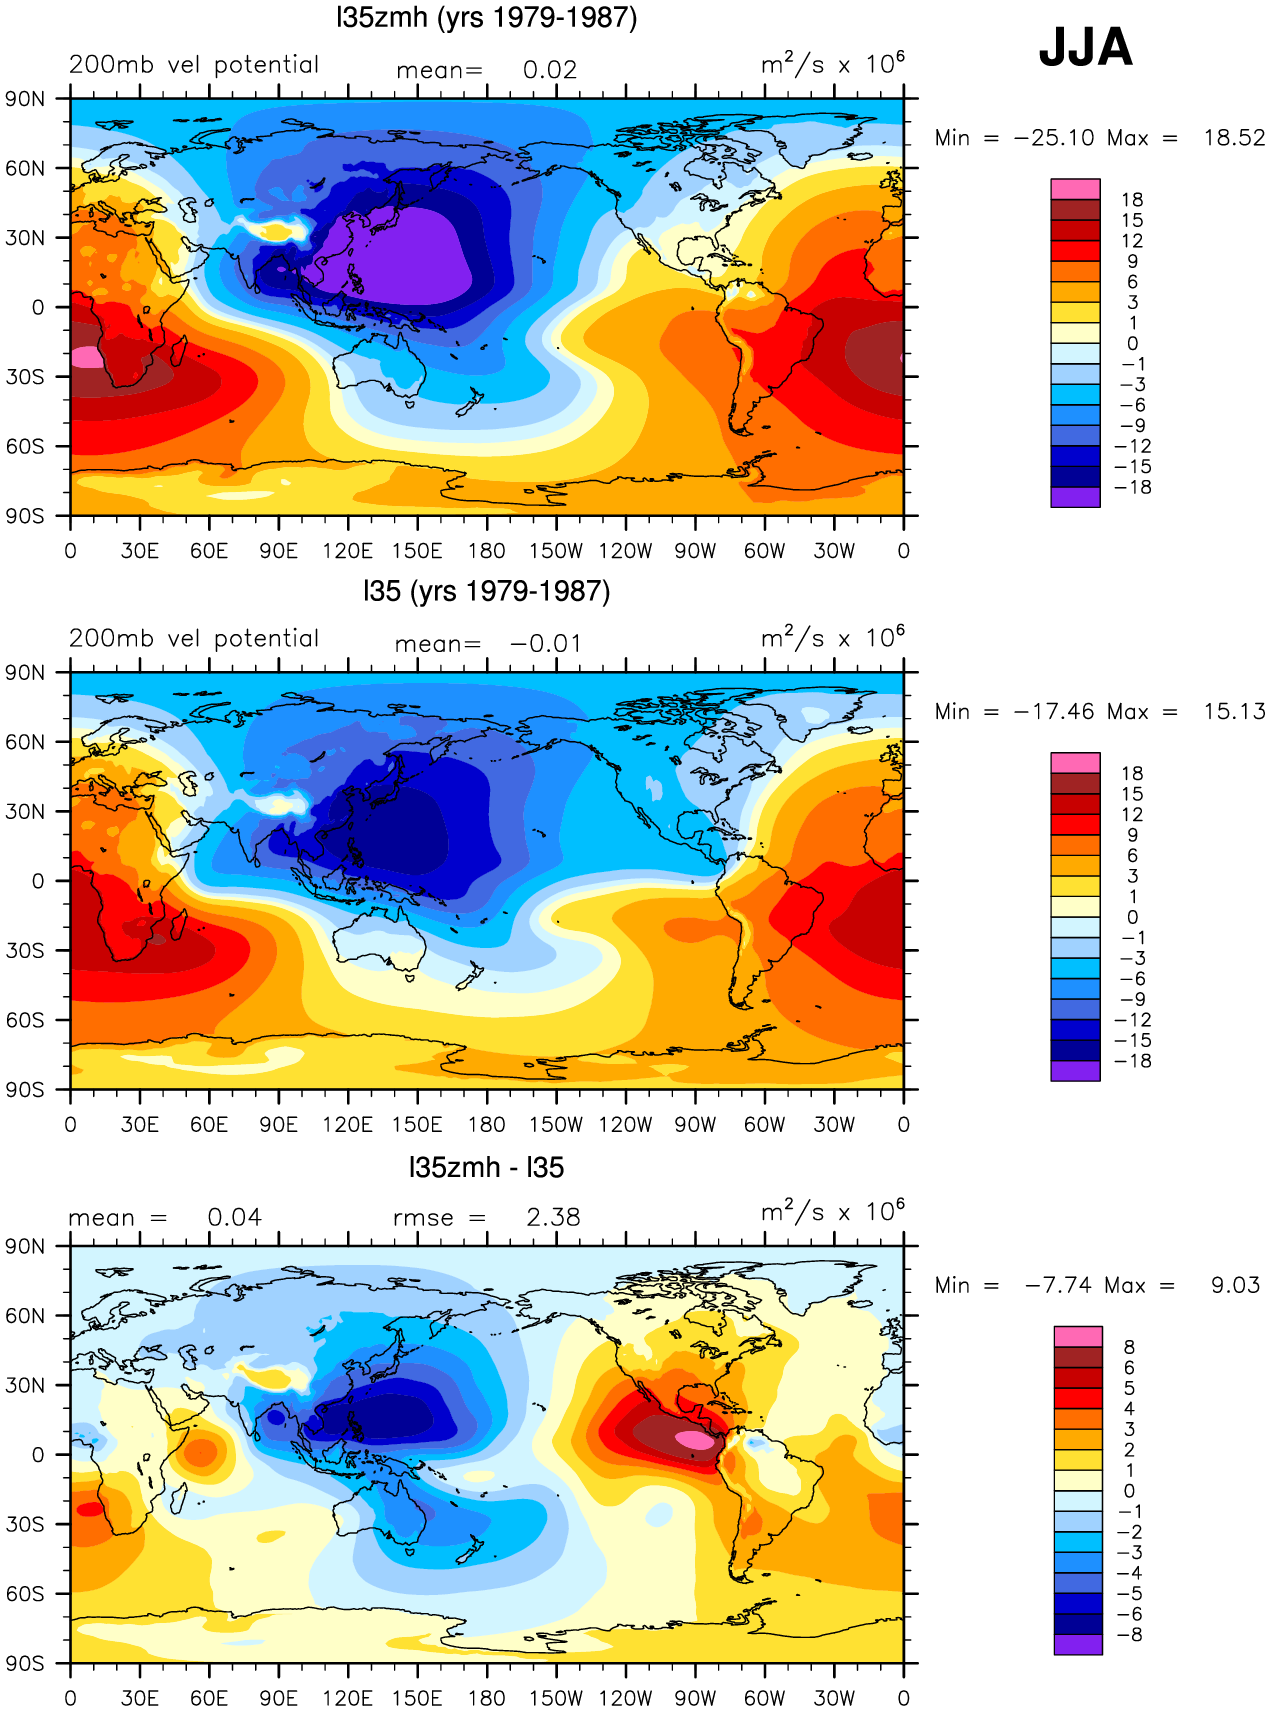 l35zmh (yrs 1979-1987)
JJA
200mb vel potential mean= 0.02 m²/s x 10⁶
Min = −25.10 Max = 18.52
90N
60N
30N
0
30S
60S
90S
0 30E 60E 90E 120E 150E 180 150W 120W 90W 60W 30W 0
18
15
12
9
6
3
1
0
−1
−3
−6
−9
−12
−15
−18
l35 (yrs 1979-1987)
200mb vel potential mean= −0.01 m²/s x 10⁶
Min = −17.46 Max = 15.13
90N
60N
30N
0
30S
60S
90S
0 30E 60E 90E 120E 150E 180 150W 120W 90W 60W 30W 0
18
15
12
9
6
3
1
0
−1
−3
−6
−9
−12
−15
−18
l35zmh - l35
mean = 0.04 rmse = 2.38 m²/s x 10⁶
Min = −7.74 Max = 9.03
90N
60N
30N
0
30S
60S
90S
0 30E 60E 90E 120E 150E 180 150W 120W 90W 60W 30W 0
8
6
5
4
3
2
1
0
−1
−2
−3
−4
−5
−6
−8